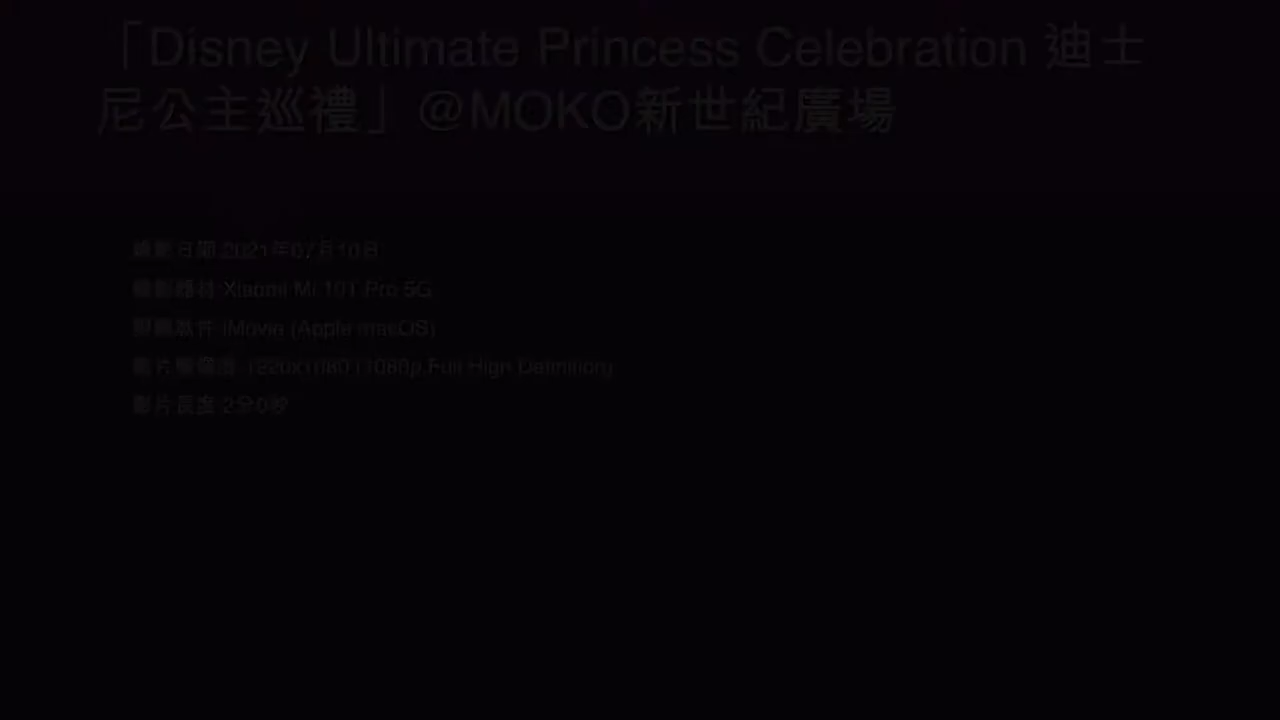 「Disney Ultimate Princess Celebration 迪士
尼公主巡禮」@MOKO新世紀廣場
攝影日期:2021年07月10日
攝影器材:Xiaomi Mi 10T Pro 5G
剪輯軟件:iMovie (Apple macOS)
影片解像度: 1920x1080 (1080p Full High Definition)
影片長度:2分0秒